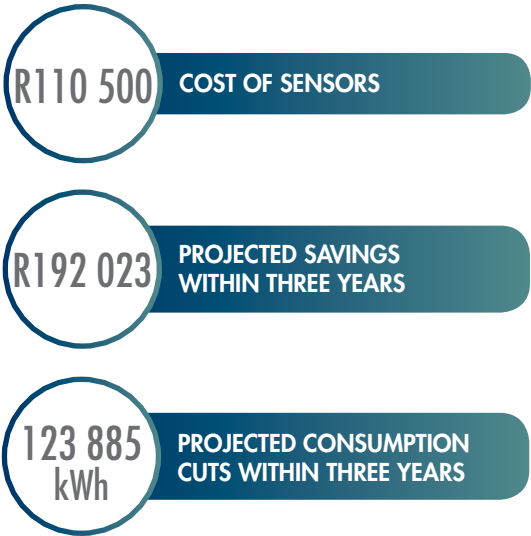 R110 500
COST OF SENSORS
R192 023
PROJECTED SAVINGS
WITHIN THREE YEARS
123 885
kWh
PROJECTED CONSUMPTION
CUTS WITHIN THREE YEARS